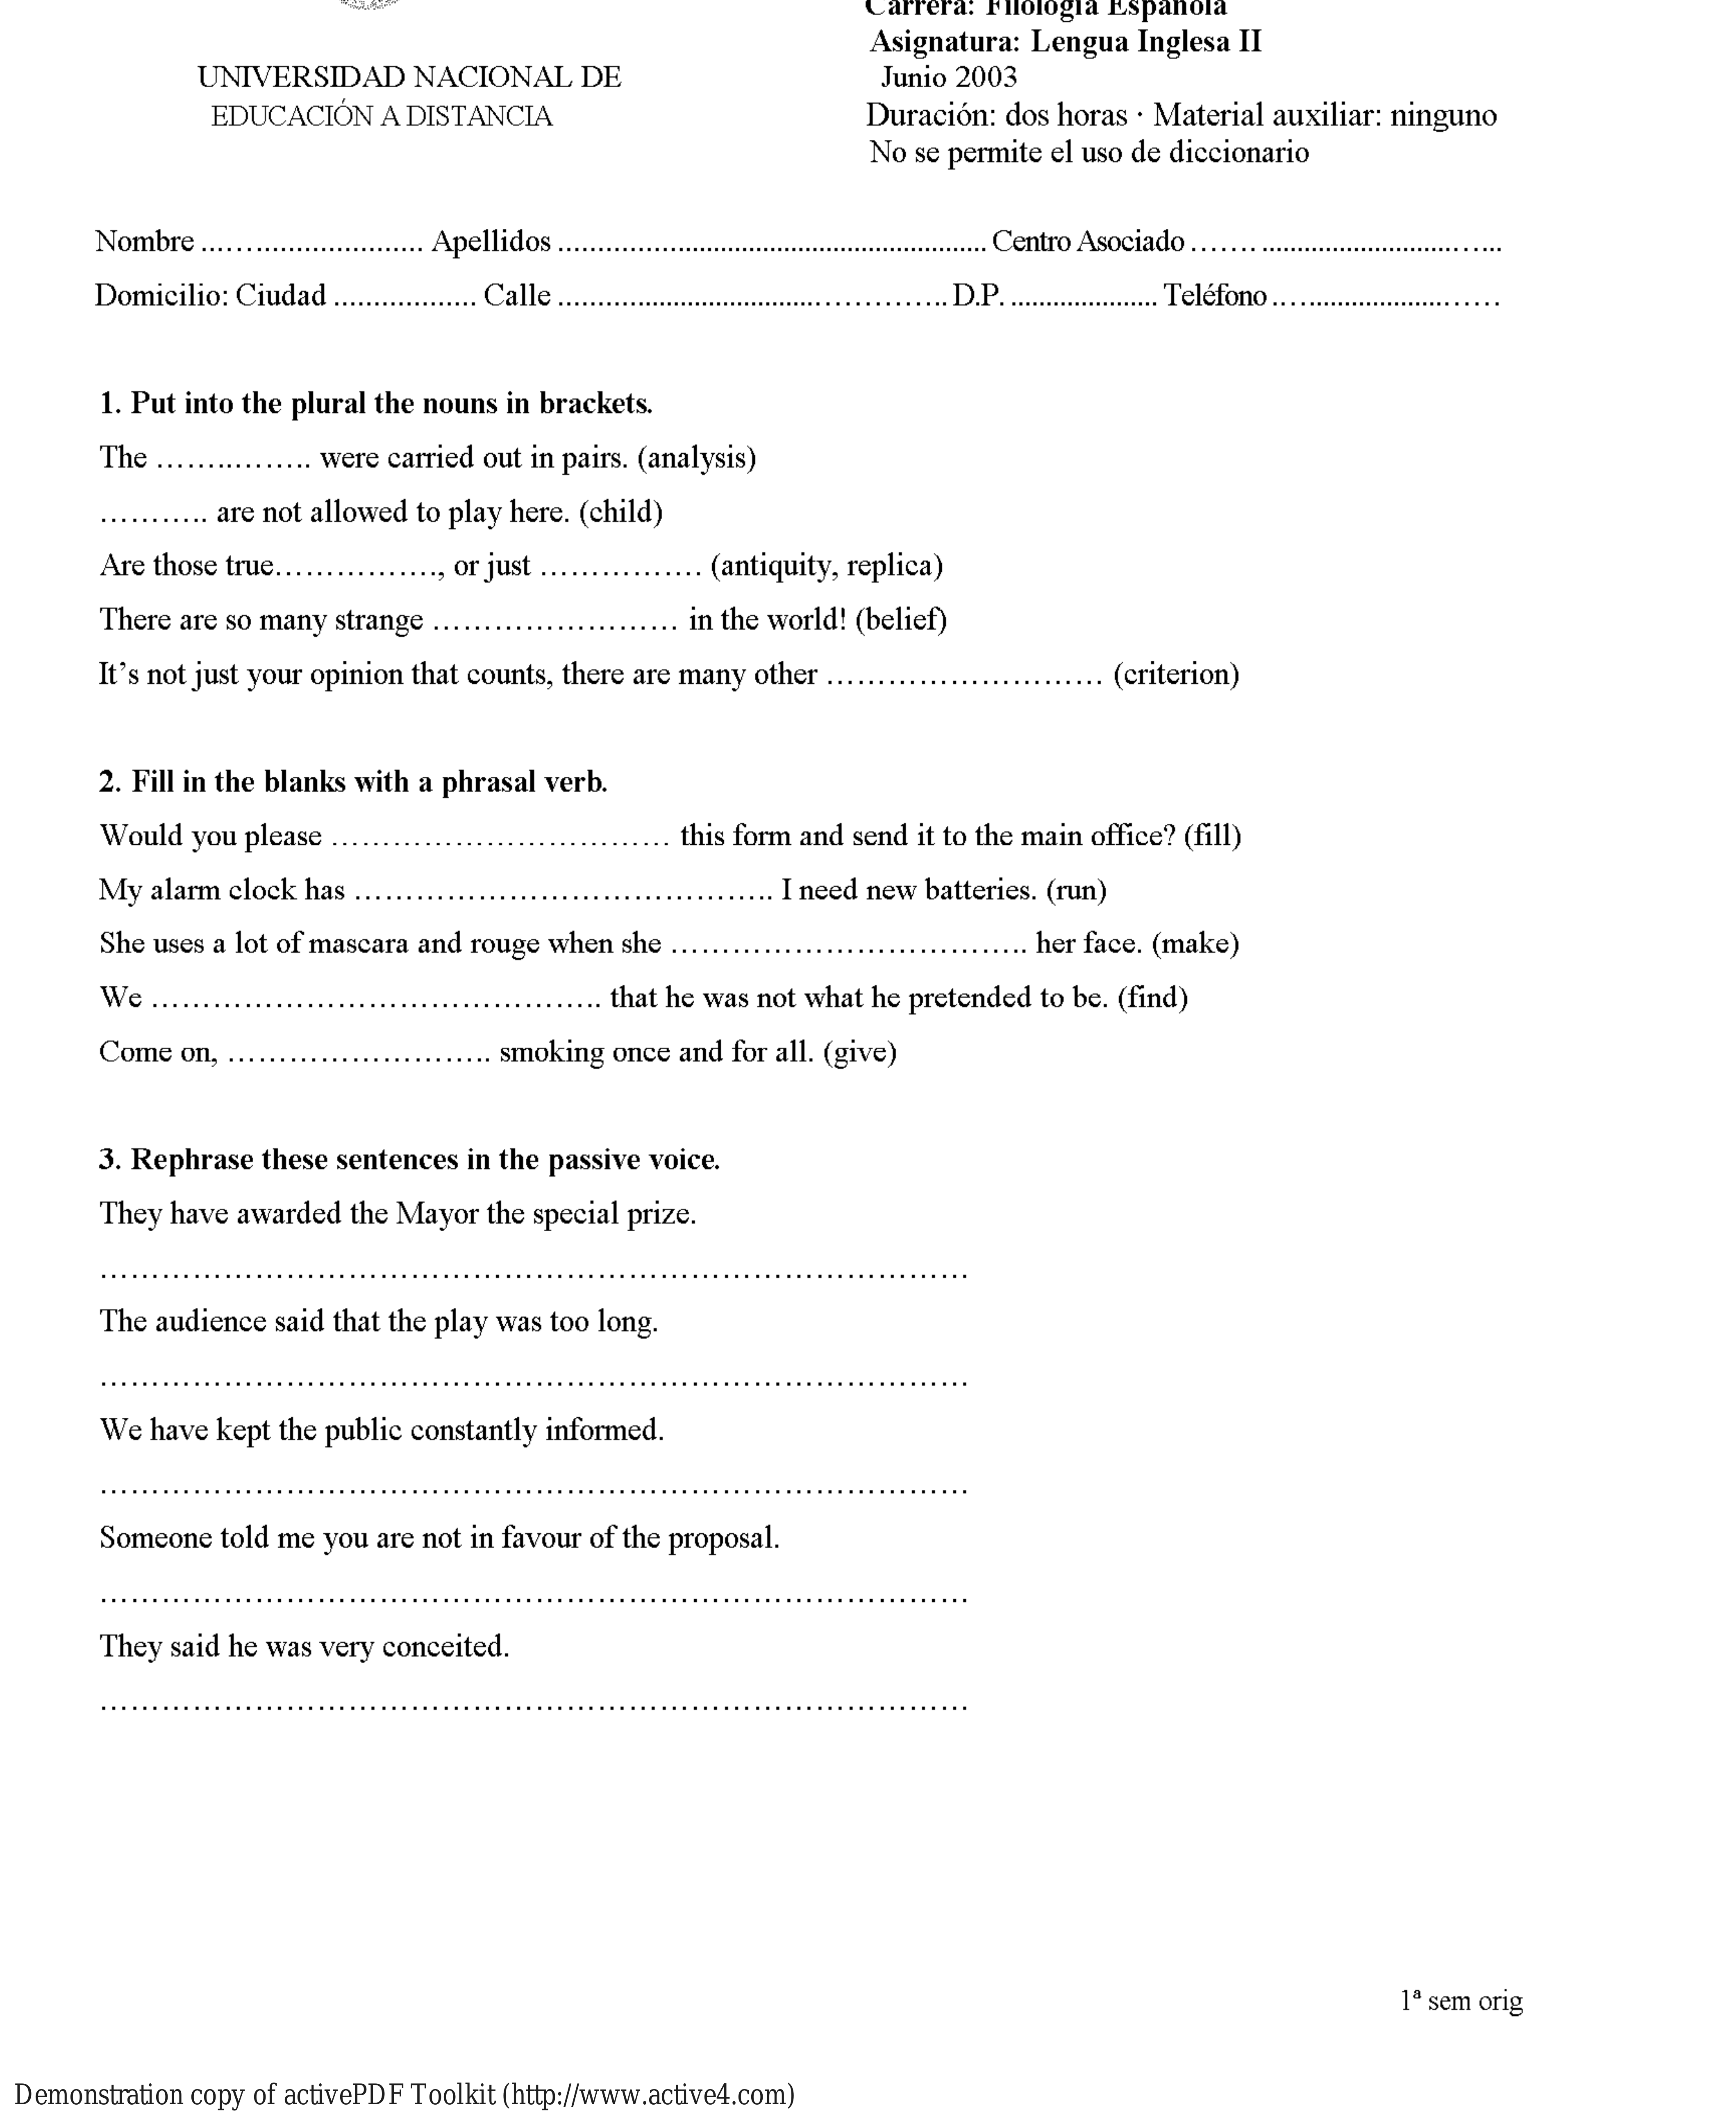 Carrera: Filología Española
Asignatura: Lengua Inglesa II
UNIVERSIDAD NACIONAL DE
EDUCACIÓN A DISTANCIA
Junio 2003
Duración: dos horas · Material auxiliar: ninguno
No se permite el uso de diccionario
Nombre ............................ Apellidos ...................................................... Centro Asociado ........................................
Domicilio: Ciudad .................. Calle ................................................. D.P. ................... Teléfono ..............................
1. Put into the plural the nouns in brackets.
The ……..…….. were carried out in pairs. (analysis)
……….. are not allowed to play here. (child)
Are those true……………., or just ……………. (antiquity, replica)
There are so many strange …………………… in the world! (belief)
It’s not just your opinion that counts, there are many other ……………………… (criterion)
2. Fill in the blanks with a phrasal verb.
Would you please …………………………… this form and send it to the main office? (fill)
My alarm clock has ………………………………….. I need new batteries. (run)
She uses a lot of mascara and rouge when she …………………………….. her face. (make)
We …………………………………….. that he was not what he pretended to be. (find)
Come on, …………………….. smoking once and for all. (give)
3. Rephrase these sentences in the passive voice.
They have awarded the Mayor the special prize.
…………………………………………………………………………
The audience said that the play was too long.
…………………………………………………………………………
We have kept the public constantly informed.
…………………………………………………………………………
Someone told me you are not in favour of the proposal.
…………………………………………………………………………
They said he was very conceited.
…………………………………………………………………………
1ª sem orig
Demonstration copy of activePDF Toolkit (http://www.active4.com)